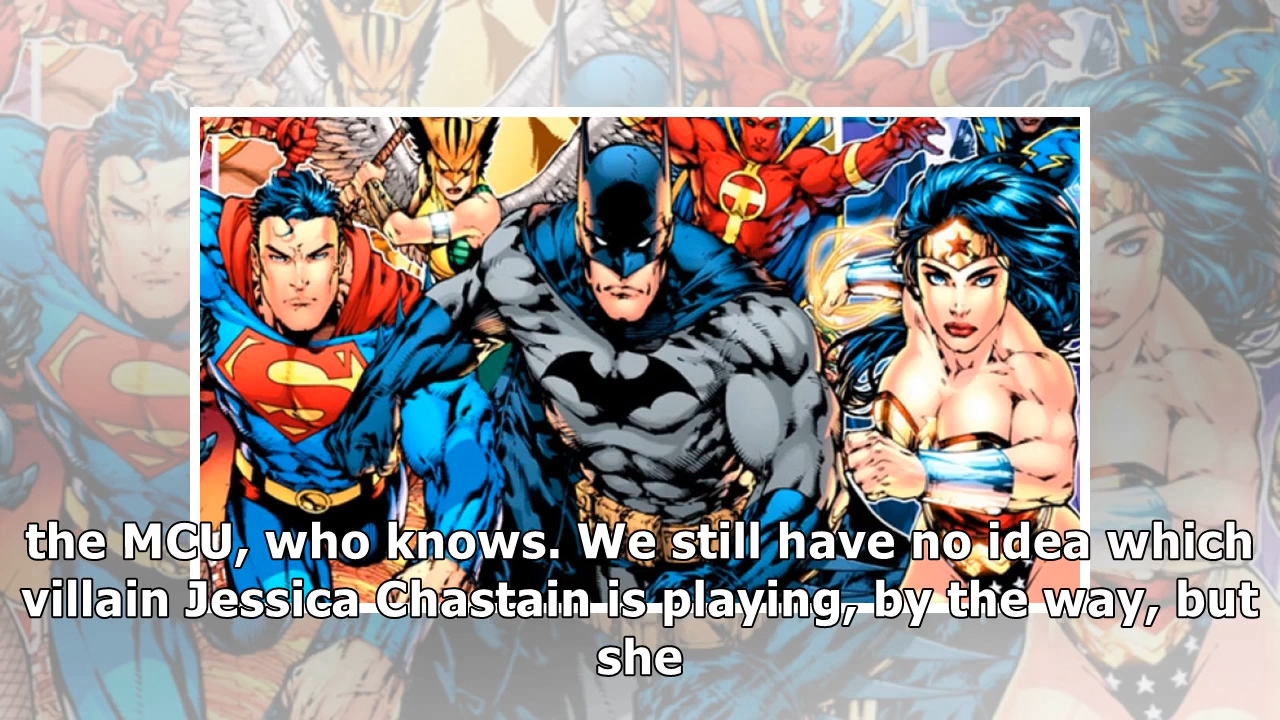 the MCU, who knows. We still have no idea which
villain Jessica Chastain is playing, by the way, but
she